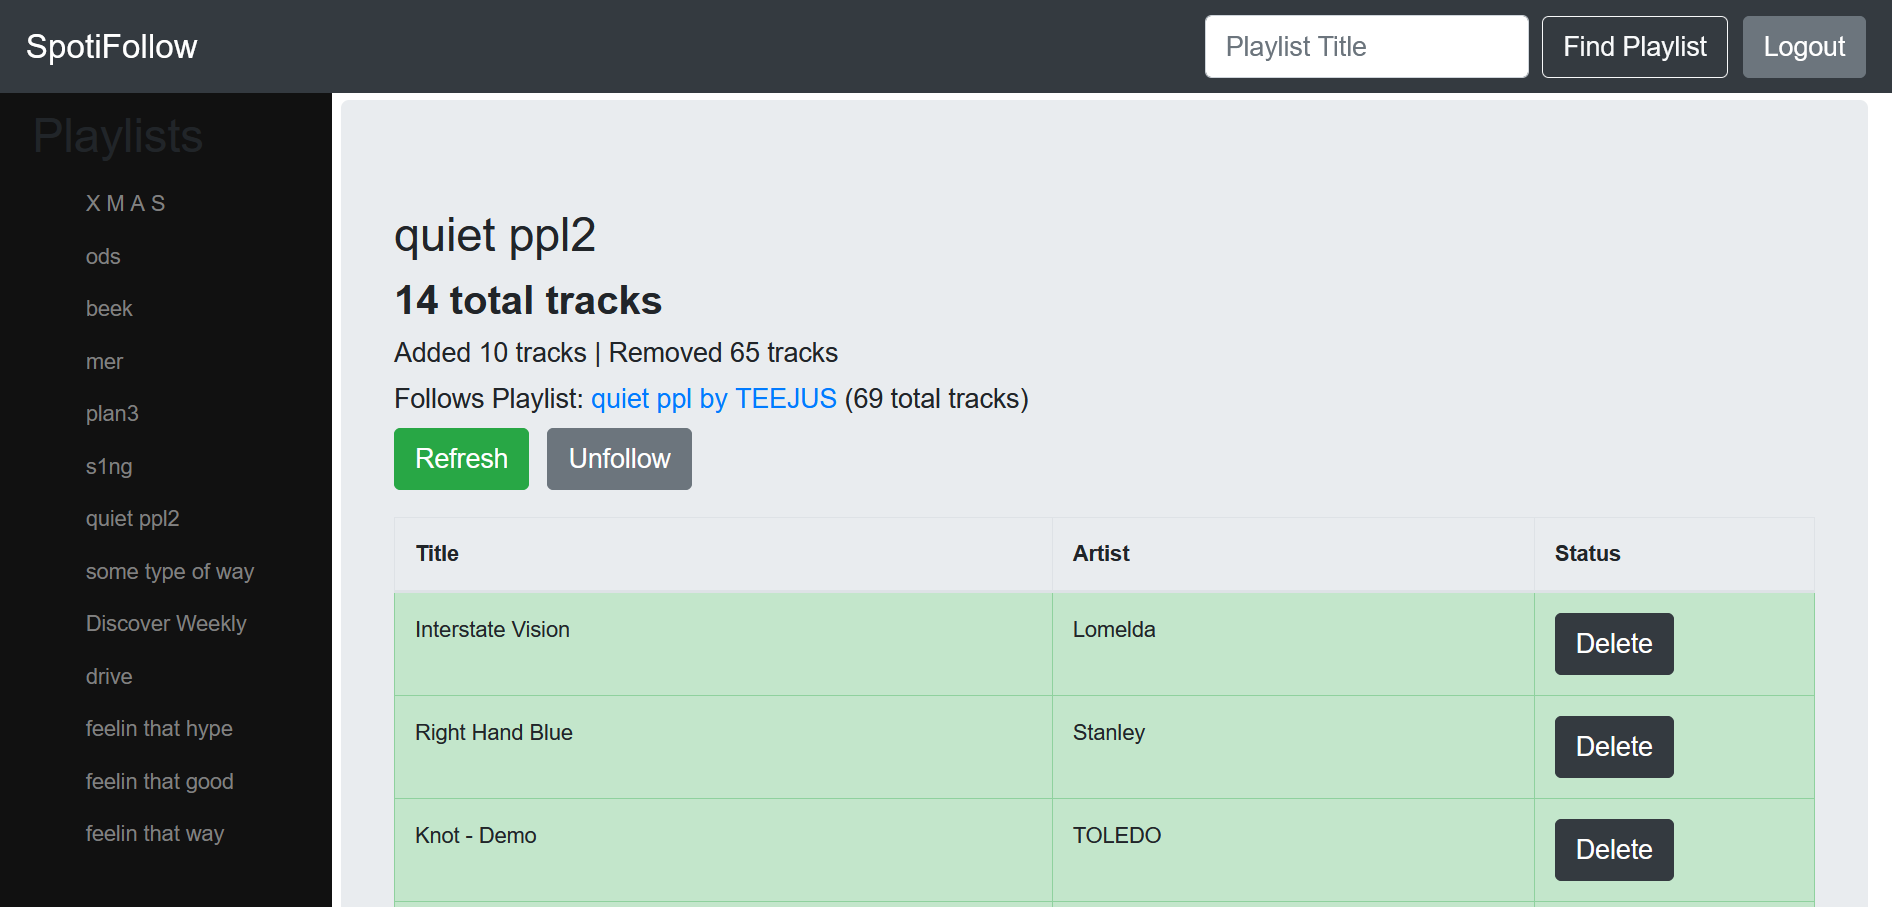 SpotiFollow
Playlist Title
Find Playlist
Logout
Playlists
X M A S
ods
beek
mer
plan3
s1ng
quiet ppl2
some type of way
Discover Weekly
drive
feelin that hype
feelin that good
feelin that way
quiet ppl2
14 total tracks
Added 10 tracks | Removed 65 tracks
Follows Playlist: quiet ppl by TEEJUS (69 total tracks)
Refresh Unfollow
Title Artist Status
Interstate Vision Lomelda Delete
Right Hand Blue Stanley Delete
Knot - Demo TOLEDO Delete